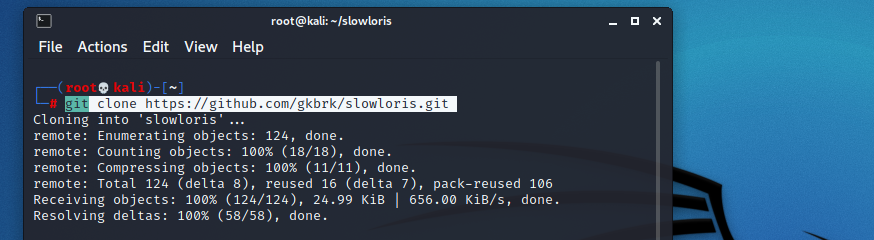 root@kali: ~/slowloris
File Actions Edit View Help
┌──(root💀kali)-[~]
└─# git clone https://github.com/gkbrk/slowloris.git
Cloning into 'slowloris'...
remote: Enumerating objects: 124, done.
remote: Counting objects: 100% (18/18), done.
remote: Compressing objects: 100% (11/11), done.
remote: Total 124 (delta 8), reused 16 (delta 7), pack-reused 106
Receiving objects: 100% (124/124), 24.99 KiB | 656.00 KiB/s, done.
Resolving deltas: 100% (58/58), done.